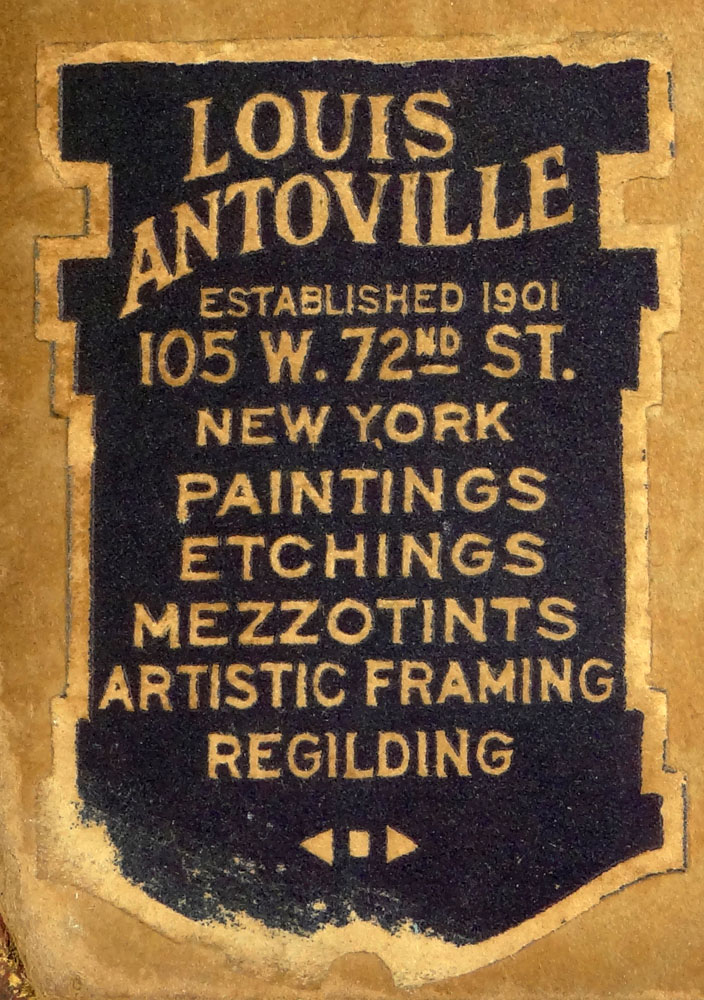 LOUIS
ANTOVILLE
ESTABLISHED 1901
105 W. 72ND ST.
NEW YORK
PAINTINGS
ETCHINGS
MEZZOTINTS
ARTISTIC FRAMING
REGILDING